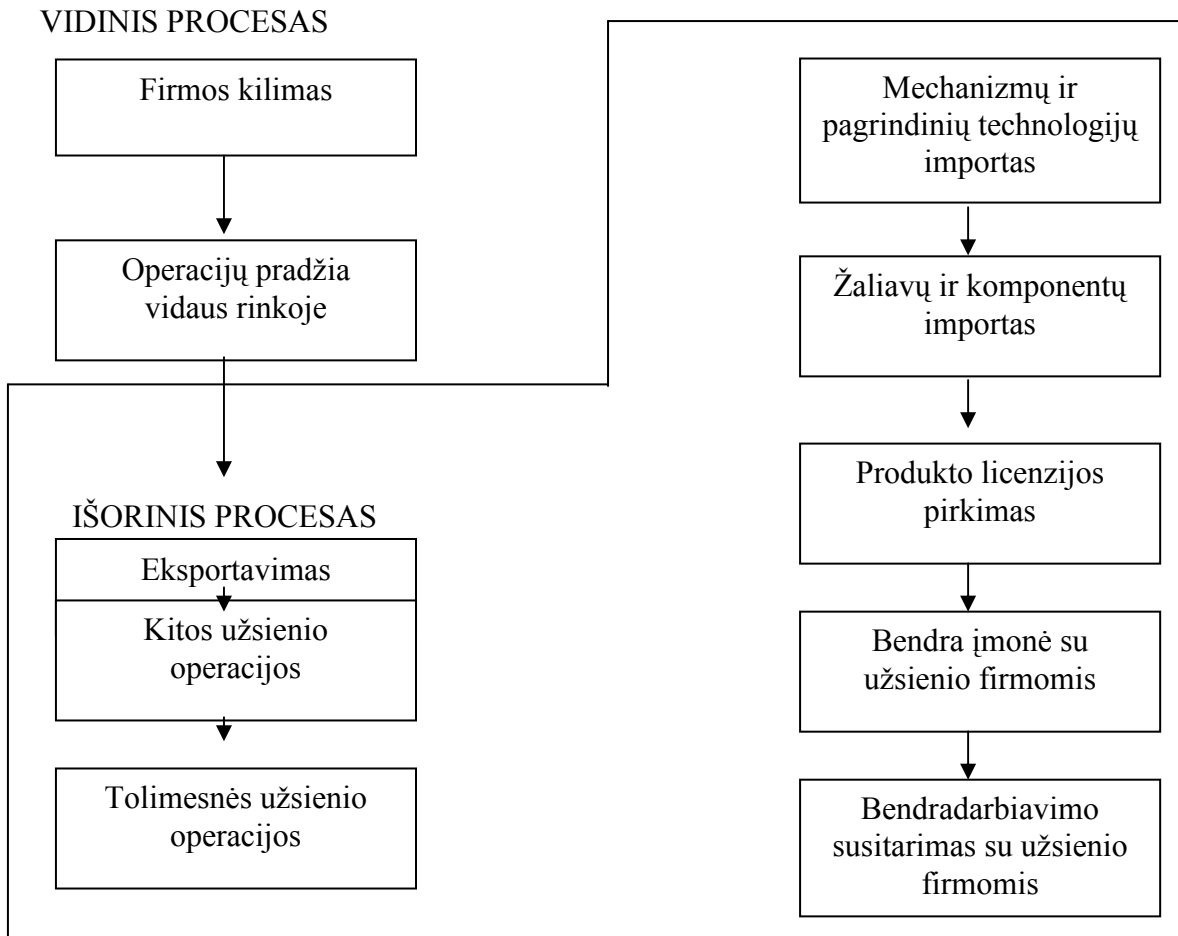 VIDINIS PROCESAS
Firmos kilimas
Operacijų pradžia
vidaus rinkoje
IŠORINIS PROCESAS
Eksportavimas
Kitos užsienio
operacijos
Tolimesnės užsienio
operacijos
Mechanizmų ir
pagrindinių technologijų
importas
Žaliavų ir komponentų
importas
Produkto licenzijos
pirkimas
Bendra įmonė su
užsienio firmomis
Bendradarbiavimo
susitarimas su užsienio
firmomis